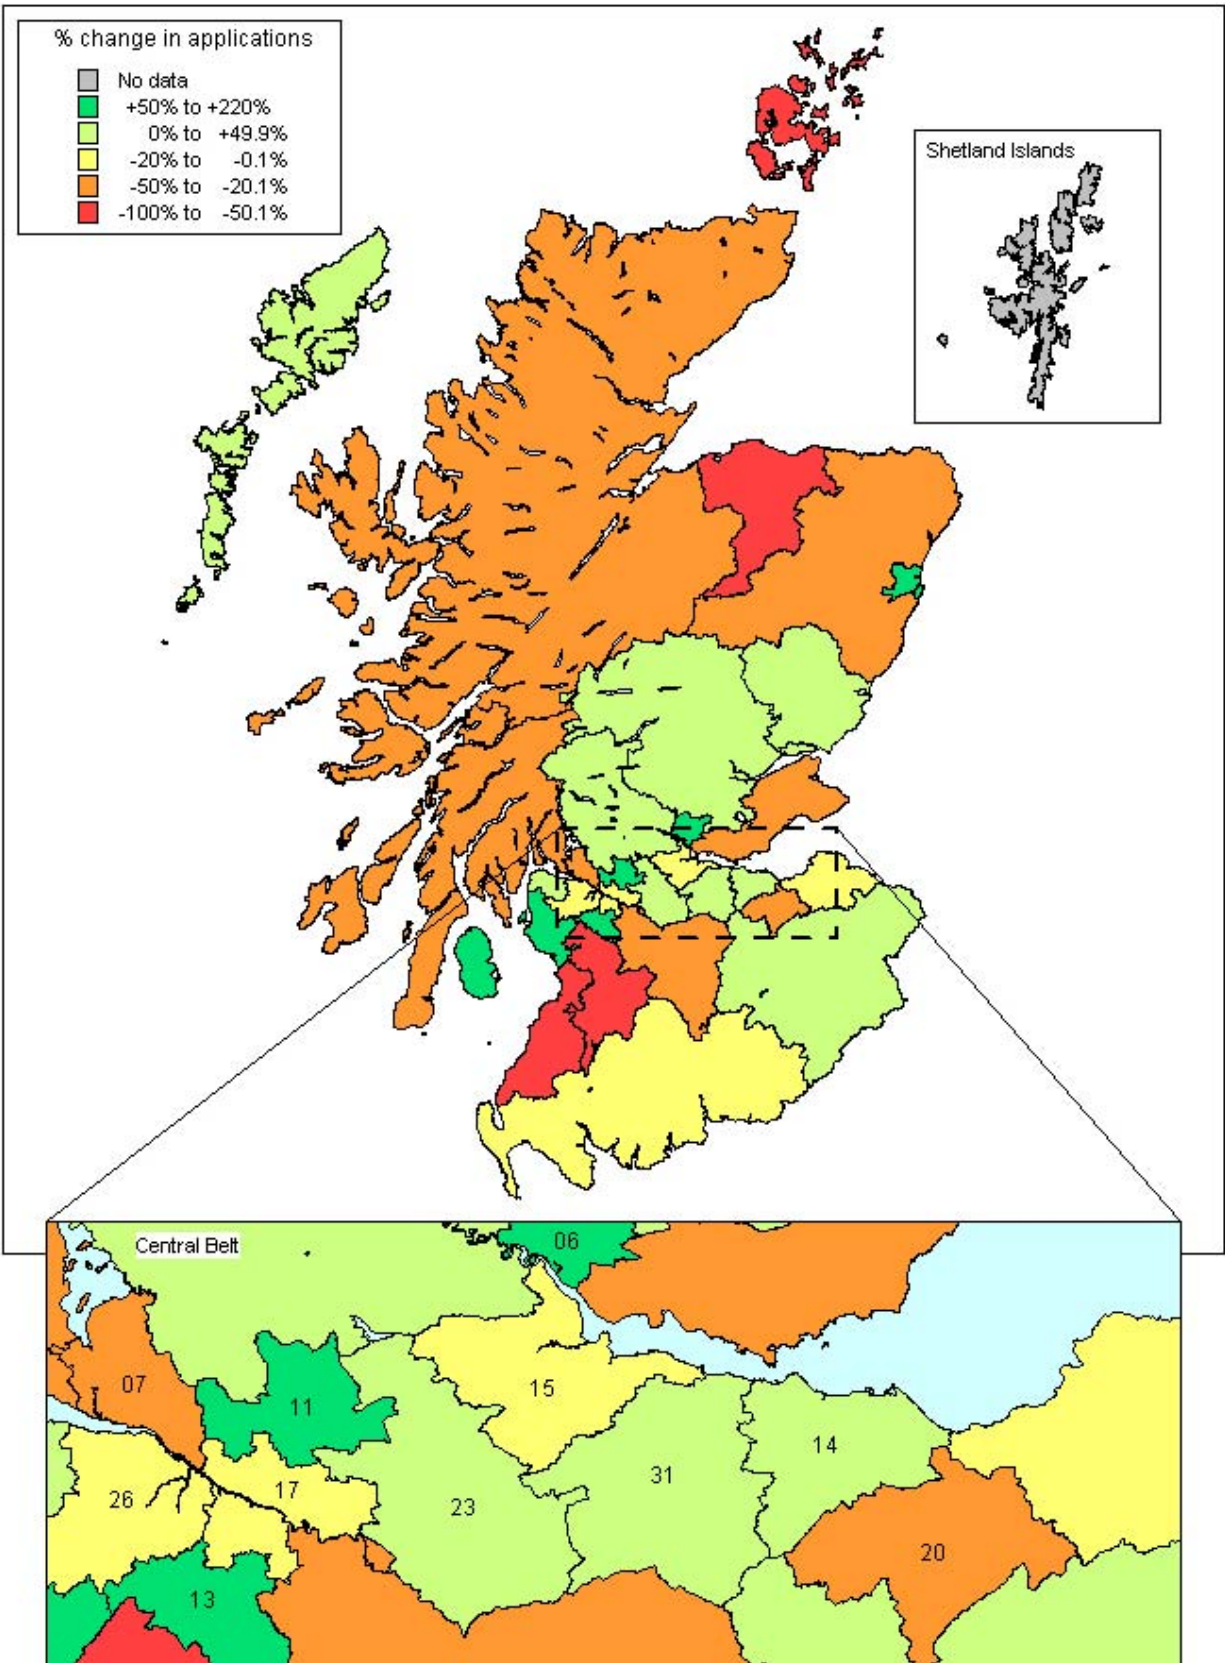 % change in applications
No data
+50% to +220%
0% to +49.9%
-20% to -0.1%
-50% to -20.1%
-100% to -50.1%
Shetland Islands
Central Belt
06
07
11
15
14
26
17
23
31
20
13